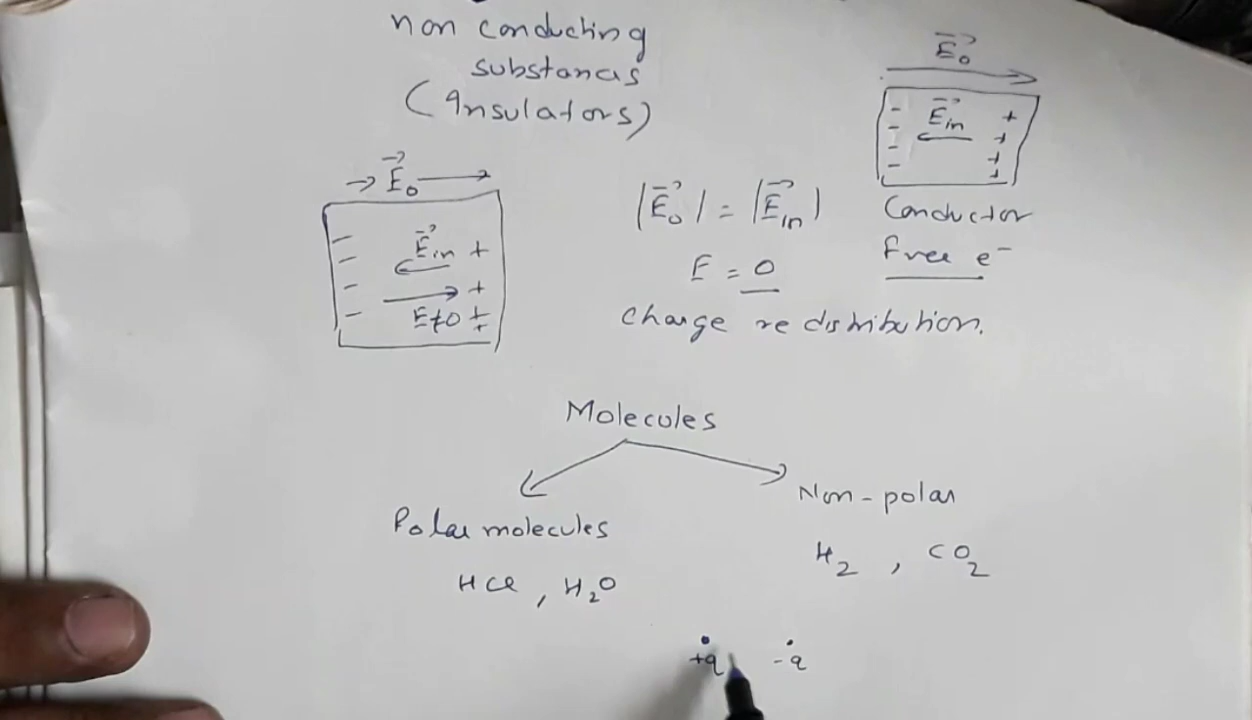 non conducting
substances
(Insulators)
E₀
E₀
- Eᵢₙ +
- +
- +
- +
|E₀| = |Eᵢₙ|
Conductor
- Eᵢₙ +
-
- +
- E≠0 +
+
E = 0
Free e⁻
Charge redistribution.
Molecules
Polar molecules
Non-polar
HCl, H₂O
H₂, CO₂
+q -q